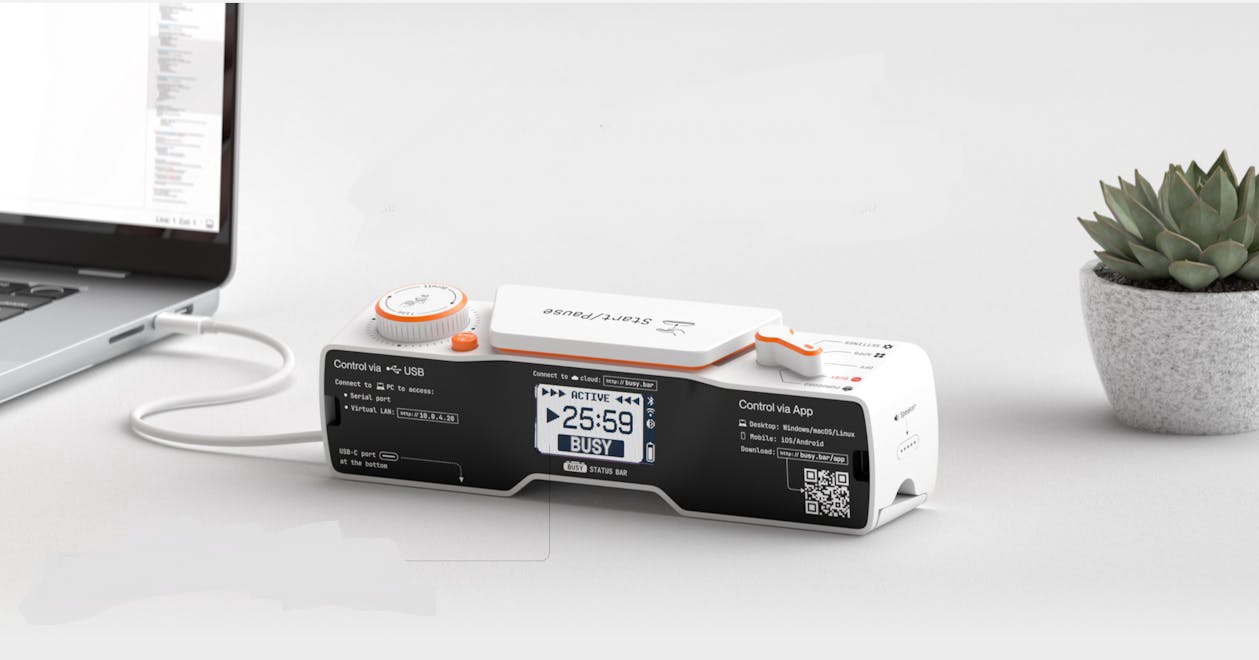 Start/Pause
SETTINGS
APPS
OFF
BUSY
Control via USB
Connect to PC to access:
Serial port
Virtual LAN: http://10.0.4.20
USB-C port
at the bottom
Connect to cloud: http://busy.bar
ACTIVE
25:59
BUSY
BUSY STATUS BAR
Control via App
Desktop: Windows/macOS/Linux
Mobile: iOS/Android
Download: http://busy.bar/app
Speaker